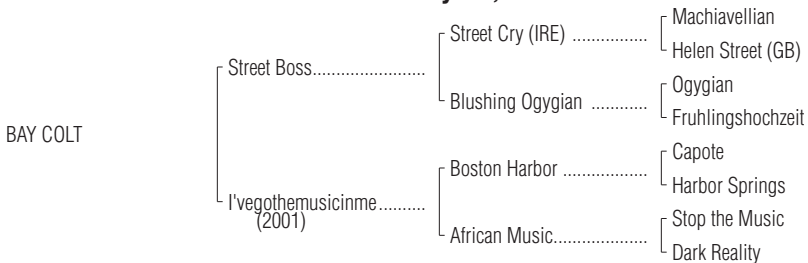 Machiavellian
Street Cry (IRE) ................
Helen Street (GB)
Street Boss.......................
Ogygian
Blushing Ogygian ............
Fruhlingshochzeit
BAY COLT
Capote
Boston Harbor ..................
Harbor Springs
I'vegothemusicinme..........
(2001)
Stop the Music
African Music....................
Dark Reality